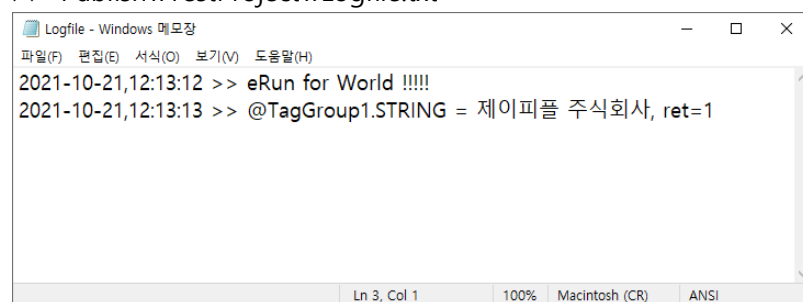 Logfile - Windows 메모장
파일(F) 편집(E) 서식(O) 보기(V) 도움말(H)
2021-10-21,12:13:12 >> eRun for World !!!!!
2021-10-21,12:13:13 >> @TagGroup1.STRING = 제이피플 주식회사, ret=1
Ln 3, Col 1 100% Macintosh (CR) ANSI